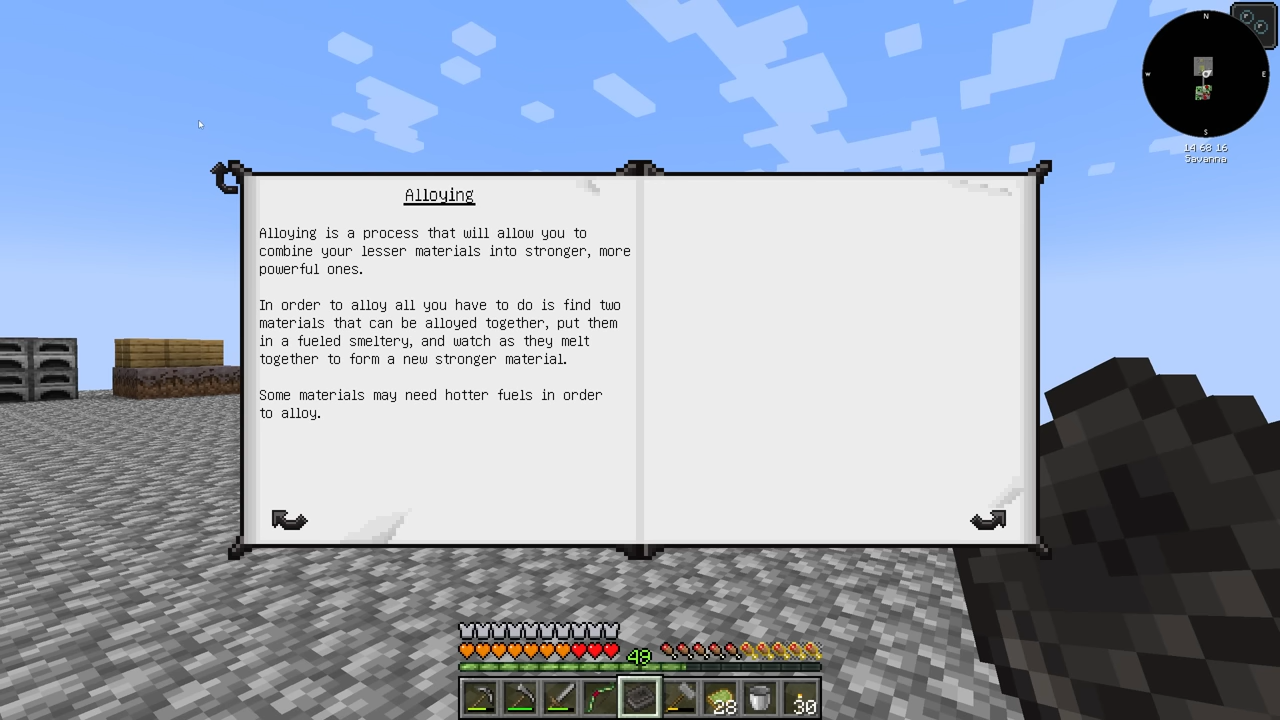 N
W
E
S
14 68 16
Savanna
Alloying
Alloying is a process that will allow you to
combine your lesser materials into stronger, more
powerful ones.
In order to alloy all you have to do is find two
materials that can be alloyed together, put them
in a fueled smeltery, and watch as they melt
together to form a new stronger material.
Some materials may need hotter fuels in order
to alloy.
48
28
30